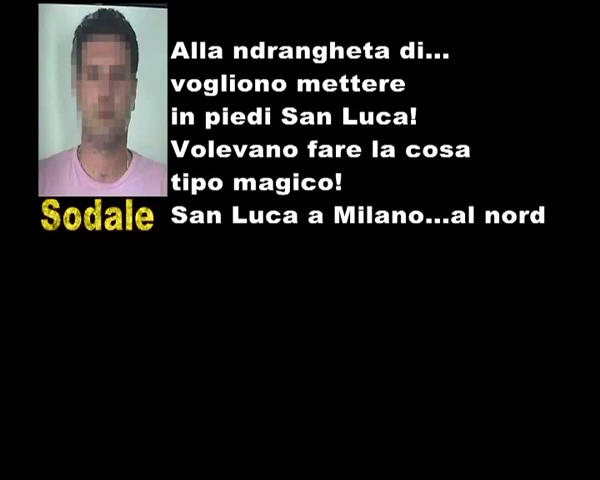 Alla ndrangheta di...
vogliono mettere
in piedi San Luca!
Volevano fare la cosa
tipo magico!
San Luca a Milano...al nord
Sodale